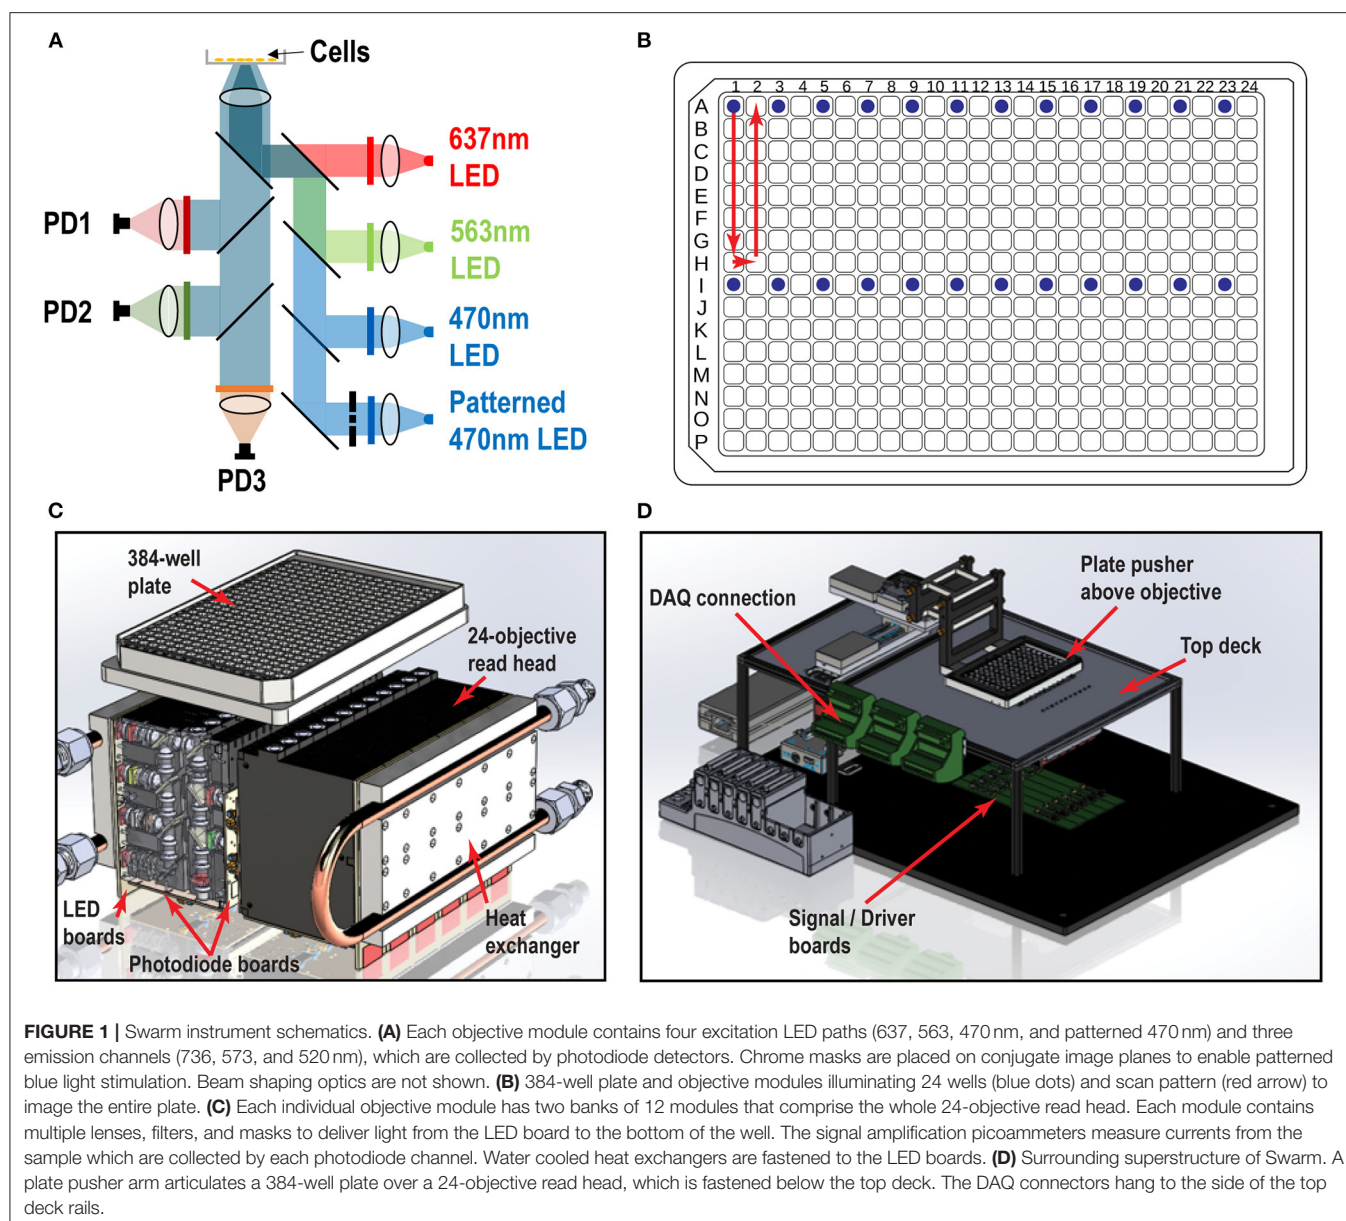 A
Cells
637nm
LED
PD1
563nm
LED
PD2
470nm
LED
Patterned
470nm LED
PD3
B
1 2 3 4 5 6 7 8 9 10 11 12 13 14 15 16 17 18 19 20 21 22 23 24
A
B
C
D
E
F
G
H
I
J
K
L
M
N
O
P
C
384-well
plate
24-objective
read head
LED
boards
Photodiode boards
Heat
exchanger
D
DAQ connection
Plate pusher
above objective
Top deck
Signal / Driver
boards
FIGURE 1 | Swarm instrument schematics. (A) Each objective module contains four excitation LED paths (637, 563, 470 nm, and patterned 470 nm) and three
emission channels (736, 573, and 520 nm), which are collected by photodiode detectors. Chrome masks are placed on conjugate image planes to enable patterned
blue light stimulation. Beam shaping optics are not shown. (B) 384-well plate and objective modules illuminating 24 wells (blue dots) and scan pattern (red arrow) to
image the entire plate. (C) Each individual objective module has two banks of 12 modules that comprise the whole 24-objective read head. Each module contains
multiple lenses, filters, and masks to deliver light from the LED board to the bottom of the well. The signal amplification picoammeters measure currents from the
sample which are collected by each photodiode channel. Water cooled heat exchangers are fastened to the LED boards. (D) Surrounding superstructure of Swarm. A
plate pusher arm articulates a 384-well plate over a 24-objective read head, which is fastened below the top deck. The DAQ connectors hang to the side of the top
deck rails.